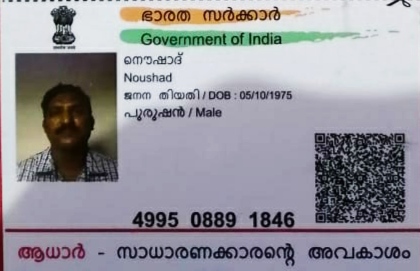 ഭാരത സർക്കാർ
Government of India
നൌഷാദ്
Noushad
ജനന തിയതി / DOB : 05/10/1975
പുരുഷൻ / Male
4995 0889 1846
ആധാർ - സാധാരണക്കാരന്റെ അവകാശം